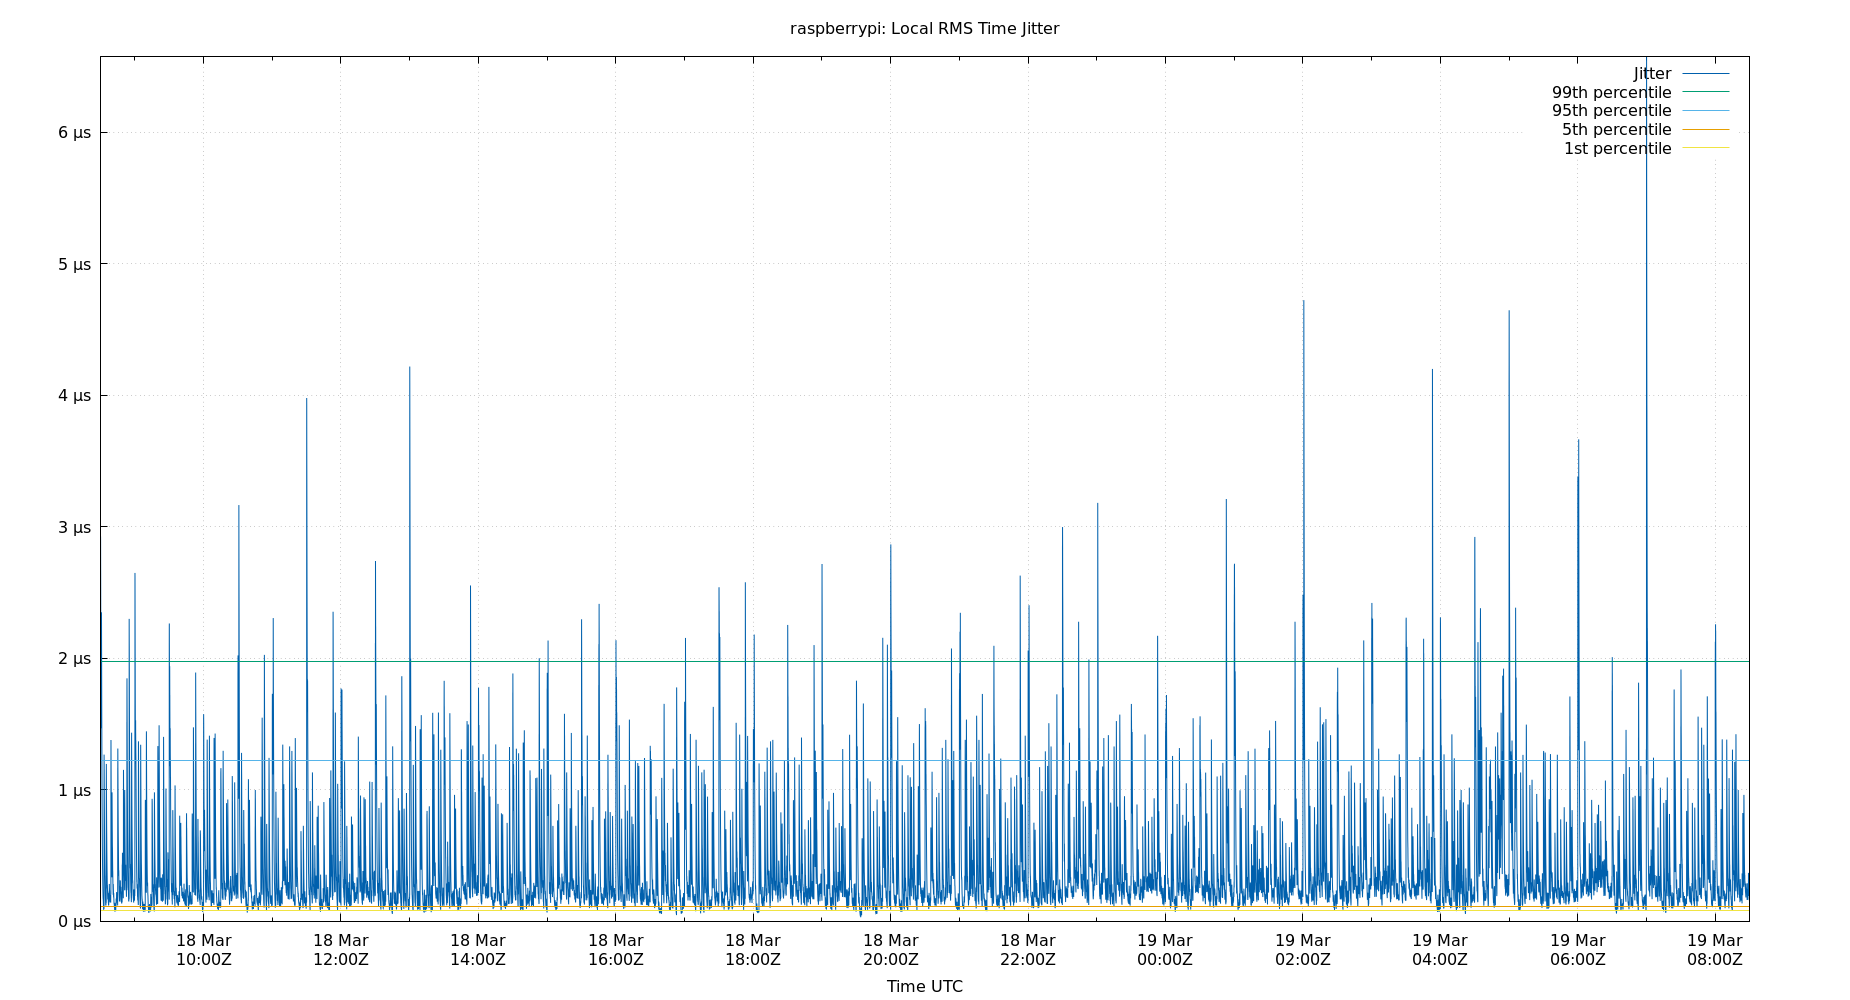 raspberrypi: Local RMS Time Jitter
Jitter
99th percentile
95th percentile
5th percentile
1st percentile
6 µs
5 µs
4 µs
3 µs
2 µs
1 µs
0 µs
18 Mar 18 Mar 18 Mar 18 Mar 18 Mar 18 Mar 18 Mar 19 Mar 19 Mar 19 Mar 19 Mar 19 Mar
10:00Z 12:00Z 14:00Z 16:00Z 18:00Z 20:00Z 22:00Z 00:00Z 02:00Z 04:00Z 06:00Z 08:00Z
Time UTC